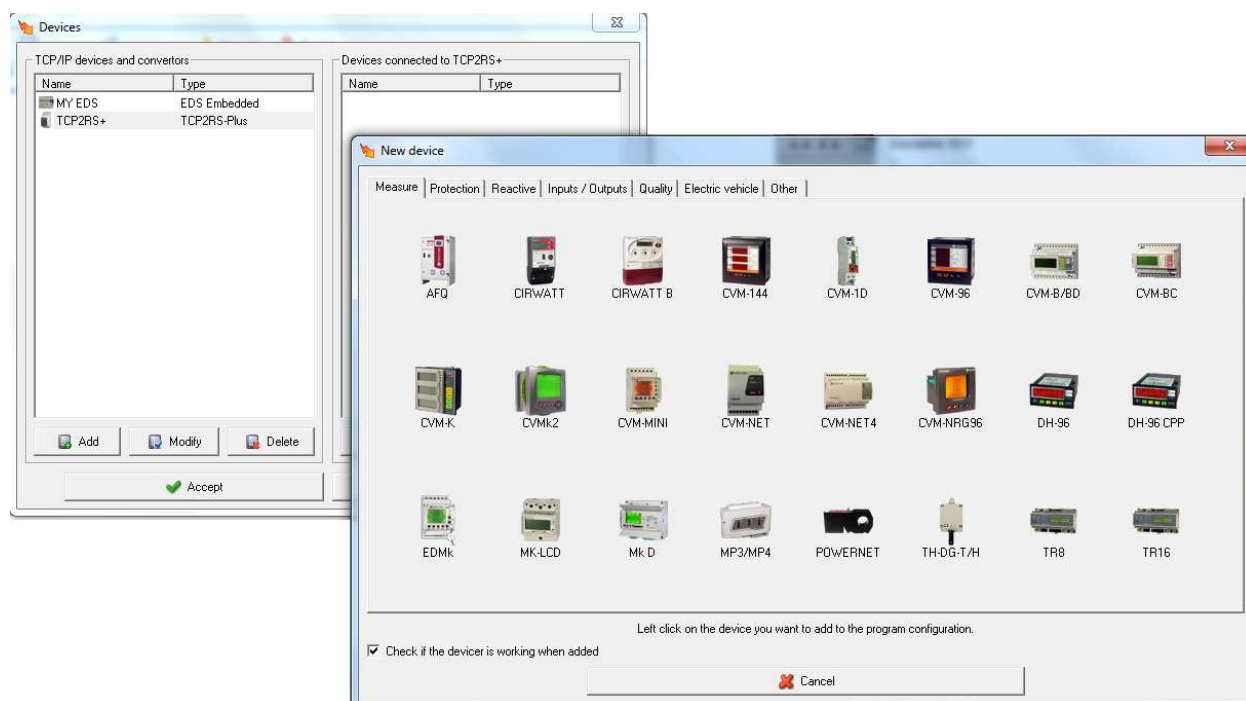 Devices
TCP/IP devices and convertors
Name Type
MY EDS EDS Embedded
TCP2RS+ TCP2RS-Plus
Add Modify Delete
Accept
Devices connected to TCP2RS+
Name Type
New device
Measure Protection Reactive Inputs / Outputs Quality Electric vehicle Other
AFQ CIRWATT CIRWATT B CVM-144 CVM-1D CVM-96 CVM-B/BD CVM-BC
CVM-K CVMk2 CVM-MINI CVM-NET CVM-NET4 CVM-NRG96 DH-96 DH-96 CPP
EDMk MK-LCD Mk D MP3/MP4 POWERNET TH-DG-T/H TR8 TR16
Left click on the device you want to add to the program configuration.
Check if the devicer is working when added
Cancel